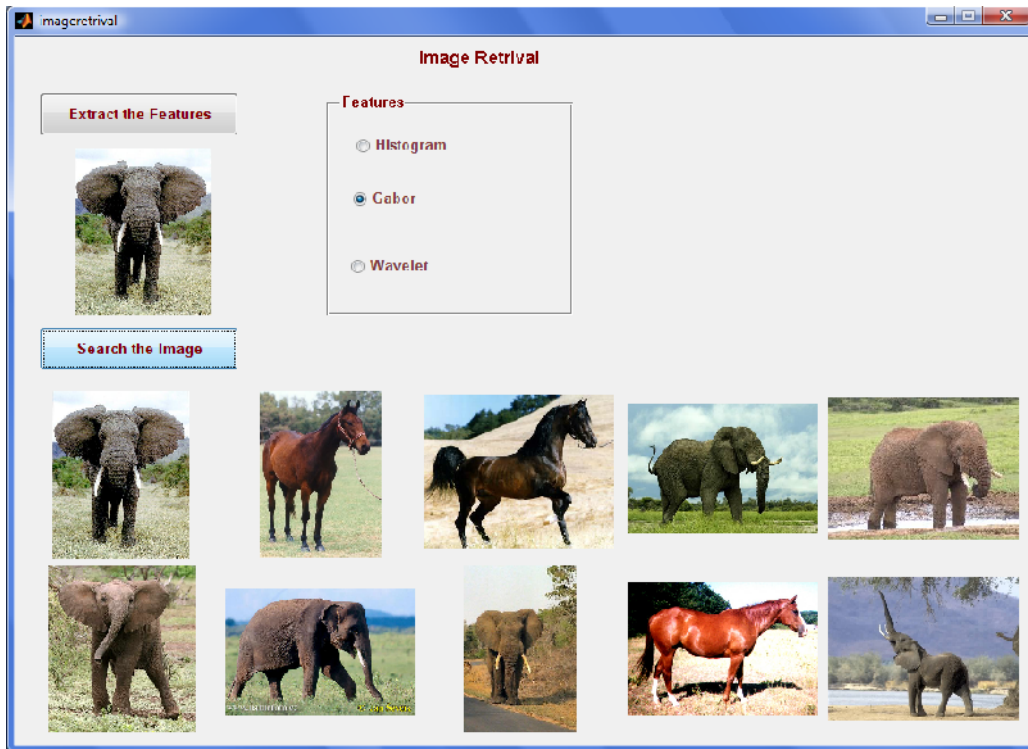 imageretrival
Image Retrival
Extract the Features
Features
Histogram
Gabor
Wavelet
Search the Image